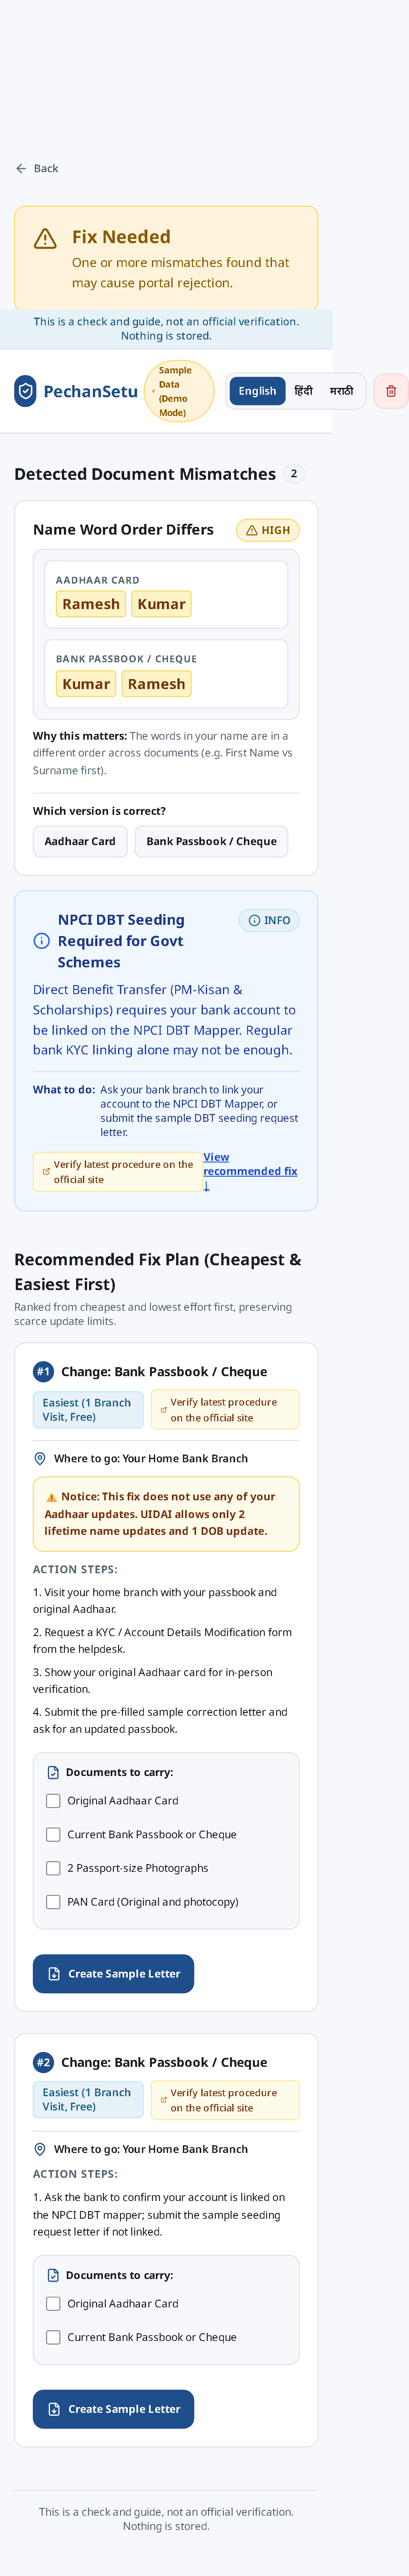 Back
Fix Needed
One or more mismatches found that
may cause portal rejection.
This is a check and guide, not an official verification.
Nothing is stored.
PechanSetu
Sample
Data
(Demo
Mode)
English
हिंदी
मराठी
Detected Document Mismatches 2
Name Word Order Differs
HIGH
AADHAAR CARD
Ramesh Kumar
BANK PASSBOOK / CHEQUE
Kumar Ramesh
Why this matters: The words in your name are in a
different order across documents (e.g. First Name vs
Surname first).
Which version is correct?
Aadhaar Card
Bank Passbook / Cheque
NPCI DBT Seeding
Required for Govt
Schemes
INFO
Direct Benefit Transfer (PM-Kisan &
Scholarships) requires your bank account to
be linked on the NPCI DBT Mapper. Regular
bank KYC linking alone may not be enough.
What to do: Ask your bank branch to link your
account to the NPCI DBT Mapper, or
submit the sample DBT seeding request
letter.
Verify latest procedure on the
official site
View
recommended fix
↓
Recommended Fix Plan (Cheapest &
Easiest First)
Ranked from cheapest and lowest effort first, preserving
scarce update limits.
#1 Change: Bank Passbook / Cheque
Easiest (1 Branch
Visit, Free)
Verify latest procedure
on the official site
Where to go: Your Home Bank Branch
⚠️ Notice: This fix does not use any of your
Aadhaar updates. UIDAI allows only 2
lifetime name updates and 1 DOB update.
ACTION STEPS:
1. Visit your home branch with your passbook and
original Aadhaar.
2. Request a KYC / Account Details Modification form
from the helpdesk.
3. Show your original Aadhaar card for in-person
verification.
4. Submit the pre-filled sample correction letter and
ask for an updated passbook.
Documents to carry:
Original Aadhaar Card
Current Bank Passbook or Cheque
2 Passport-size Photographs
PAN Card (Original and photocopy)
Create Sample Letter
#2 Change: Bank Passbook / Cheque
Easiest (1 Branch
Visit, Free)
Verify latest procedure
on the official site
Where to go: Your Home Bank Branch
ACTION STEPS:
1. Ask the bank to confirm your account is linked on
the NPCI DBT mapper; submit the sample seeding
request letter if not linked.
Documents to carry:
Original Aadhaar Card
Current Bank Passbook or Cheque
Create Sample Letter
This is a check and guide, not an official verification.
Nothing is stored.